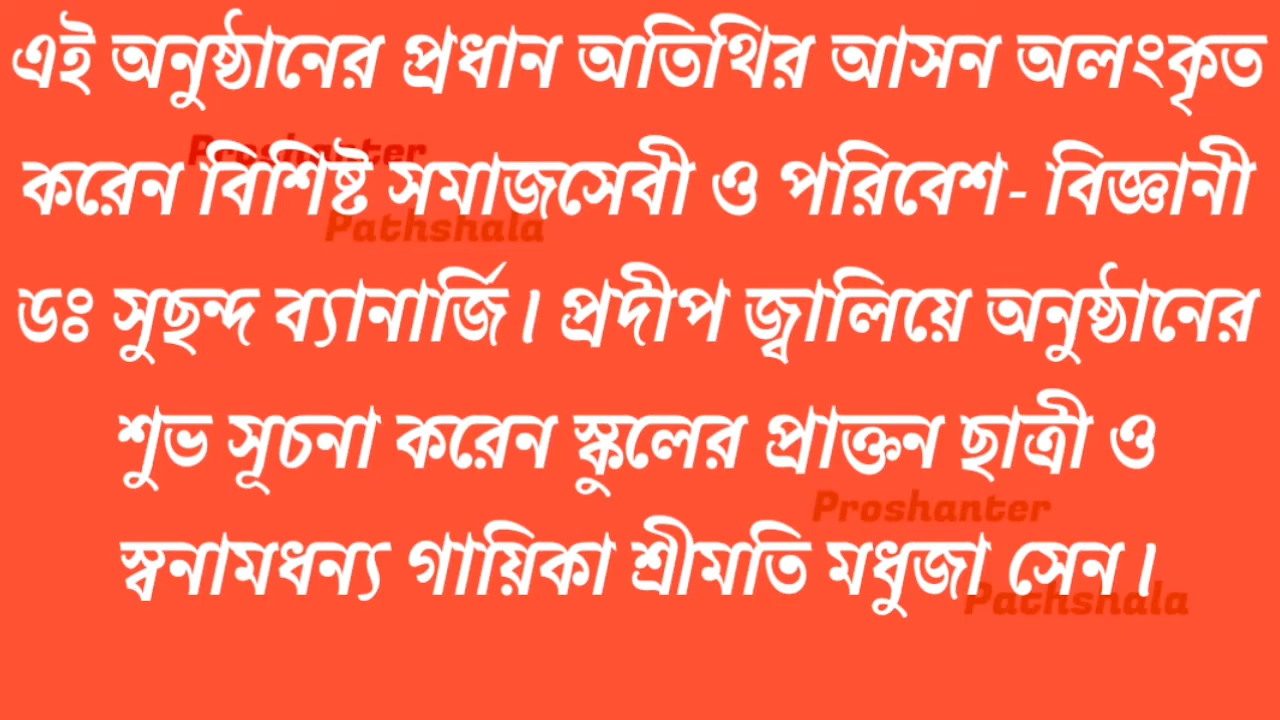 এই অনুষ্ঠানের প্রধান অতিথির আসন অলংকৃত
Proshanter
করেন বিশিষ্ট সমাজসেবী ও পরিবেশ- বিজ্ঞানী
Pathshala
ডঃ সুছন্দ ব্যানার্জি। প্রদীপ জ্বালিয়ে অনুষ্ঠানের
শুভ সূচনা করেন স্কুলের প্রাক্তন ছাত্রী ও
Proshanter
স্বনামধন্য গায়িকা শ্রীমতি মধুজা সেন।
Pathshala